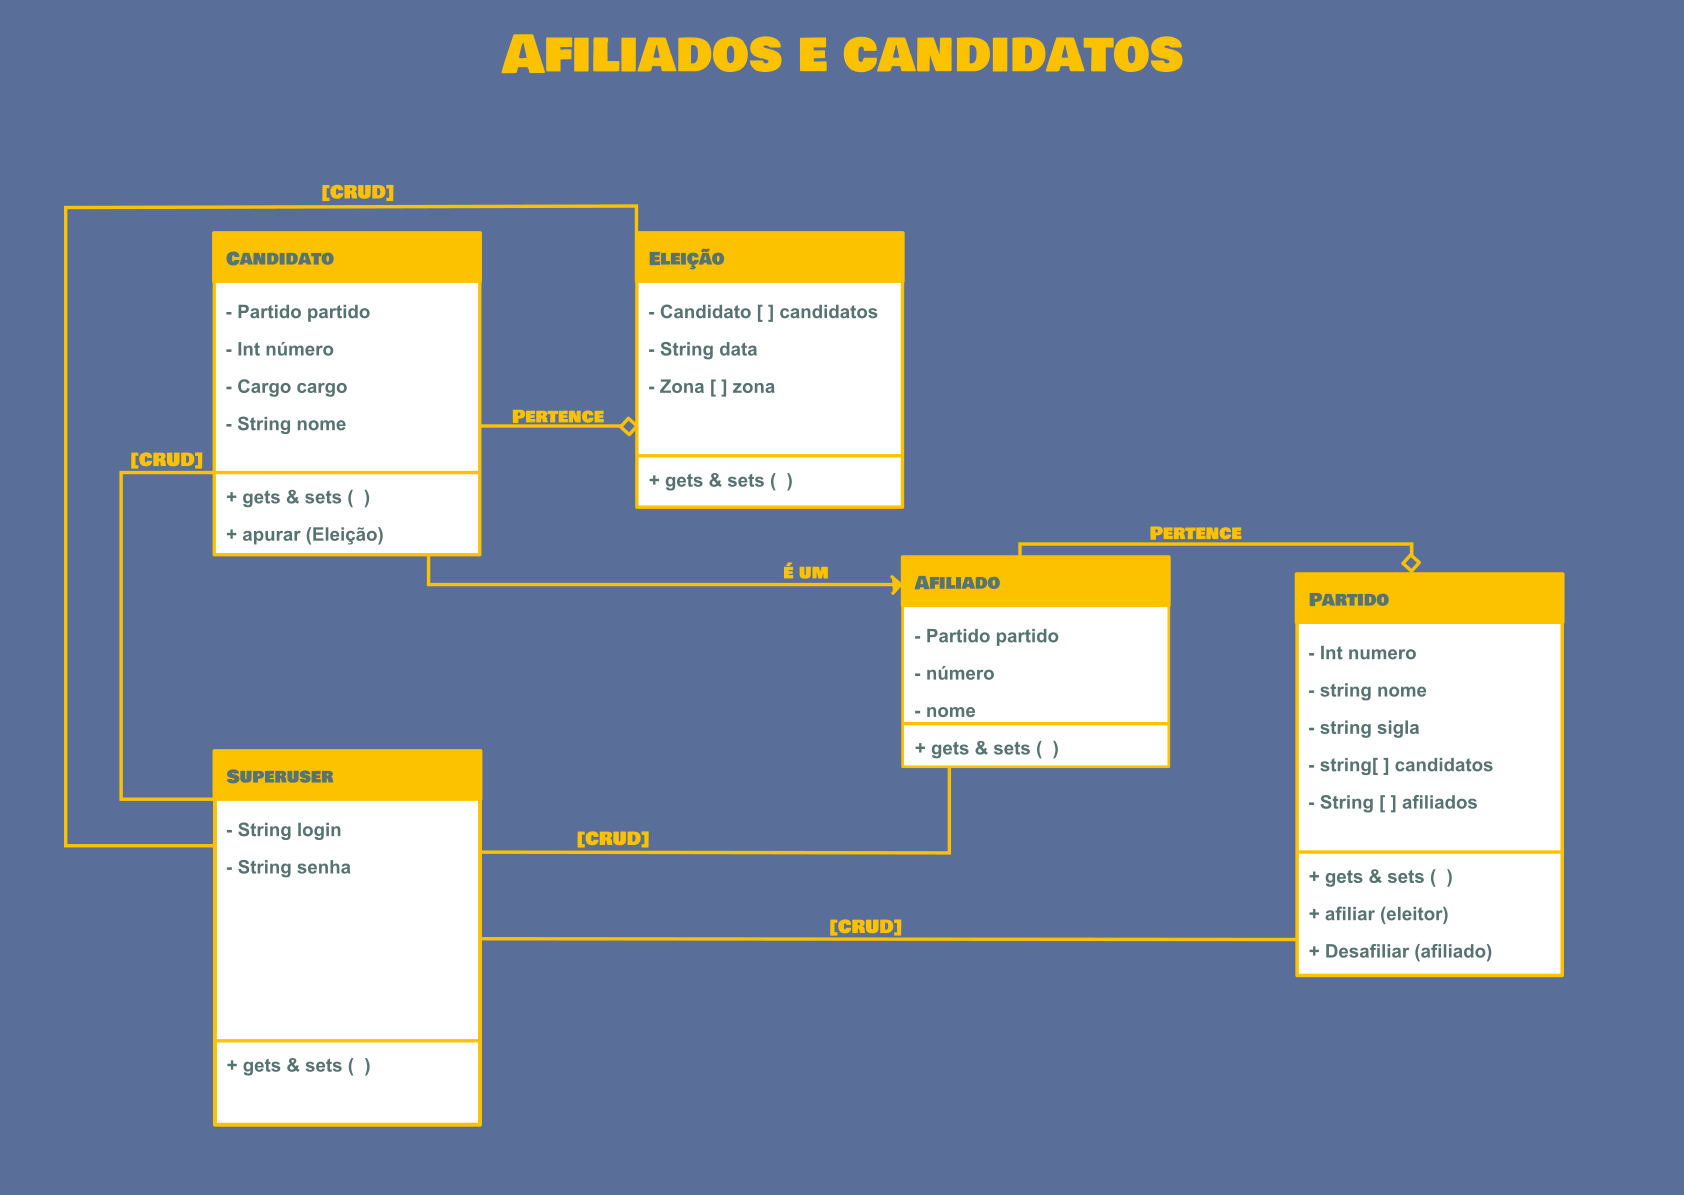 Afiliados e candidatos
[CRUD]
Candidato
- Partido partido
- Int número
- Cargo cargo
- String nome
+ gets & sets (  )
+ apurar (Eleição)
Pertence
Eleição
- Candidato [ ] candidatos
- String data
- Zona [ ] zona
+ gets & sets (  )
[CRUD]
É um
Afiliado
- Partido partido
- número
- nome
+ gets & sets (  )
Pertence
Partido
- Int numero
- string nome
- string sigla
- string[ ] candidatos
- String [ ] afiliados
+ gets & sets (  )
+ afiliar (eleitor)
+ Desafiliar (afiliado)
Superuser
- String login
- String senha
+ gets & sets (  )
[CRUD]
[CRUD]